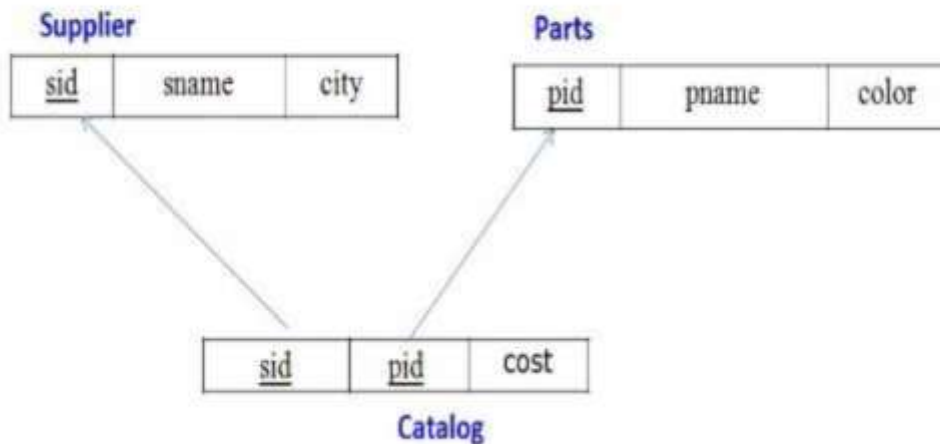 Supplier
Parts
sid sname city
pid pname color
sid pid cost
Catalog